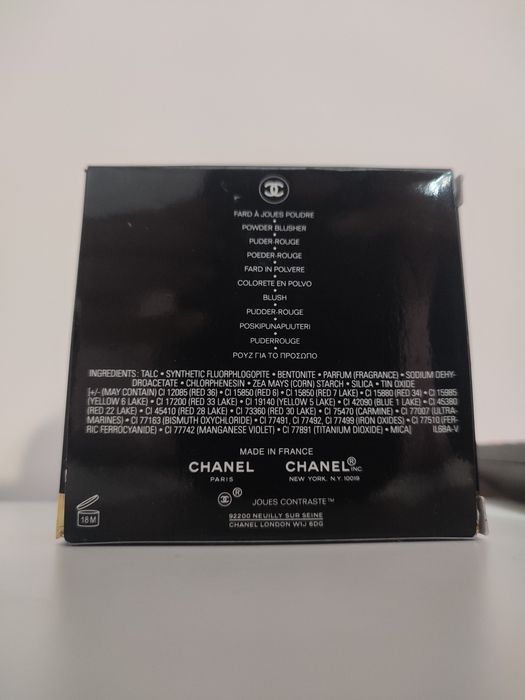 FARD À JOUES POUDRE
POWDER BLUSHER
PUDER-ROUGE
POEDER-ROUGE
FARD IN POLVERE
COLORETE EN POLVO
BLUSH
PUDDER-ROUGE
POSKIPUNAPUUTERI
PUDERROUGE
ΡΟΥΖ ΓΙΑ ΤΟ ΠΡΟΣΩΠΟ
INGREDIENTS: TALC • SYNTHETIC FLUORPHLOGOPITE • BENTONITE • PARFUM (FRAGRANCE) • SODIUM DEHY-
DROACETATE • CHLORPHENESIN • ZEA MAYS (CORN) STARCH • SILICA • TIN OXIDE
[+/- (MAY CONTAIN) CI 12085 (RED 36) • CI 15850 (RED 6) • CI 15850 (RED 7 LAKE) • CI 15880 (RED 34) • CI 15985
(YELLOW 6 LAKE) • CI 17200 (RED 33 LAKE) • CI 19140 (YELLOW 5 LAKE) • CI 42090 (BLUE 1 LAKE) • CI 45380
(RED 22 LAKE) • CI 45410 (RED 28 LAKE) • CI 73360 (RED 30 LAKE) • CI 75470 (CARMINE) • CI 77007 (ULTRA-
MARINES) • CI 77163 (BISMUTH OXYCHLORIDE) • CI 77491, CI 77492, CI 77499 (IRON OXIDES) • CI 77510 (FER-
RIC FERROCYANIDE) • CI 77742 (MANGANESE VIOLET) • CI 77891 (TITANIUM DIOXIDE) • MICA] IL58A-V
MADE IN FRANCE
CHANEL CHANEL® INC.
PARIS NEW YORK, N.Y. 10019
®
JOUES CONTRASTE™
18 M
92200 NEUILLY SUR SEINE
CHANEL LONDON W1J 6DG